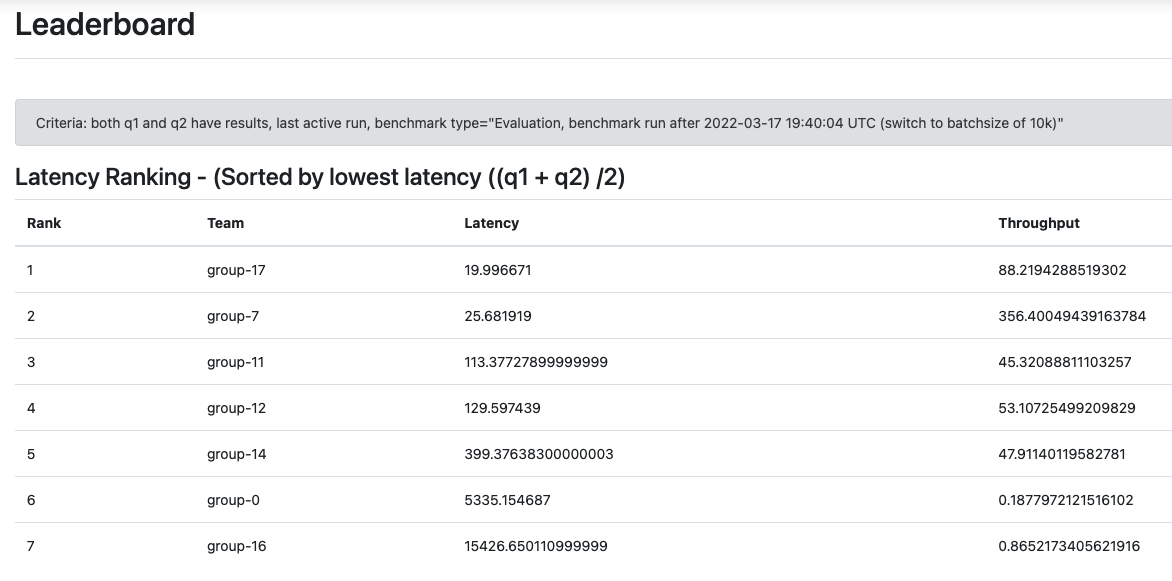 Leaderboard
Criteria: both q1 and q2 have results, last active run, benchmark type="Evaluation, benchmark run after 2022-03-17 19:40:04 UTC (switch to batchsize of 10k)"
Latency Ranking - (Sorted by lowest latency ((q1 + q2) /2)
Rank Team Latency Throughput
1 group-17 19.996671 88.2194288519302
2 group-7 25.681919 356.40049439163784
3 group-11 113.37727899999999 45.32088811103257
4 group-12 129.597439 53.10725499209829
5 group-14 399.37638300000003 47.91140119582781
6 group-0 5335.154687 0.1877972121516102
7 group-16 15426.650110999999 0.8652173405621916